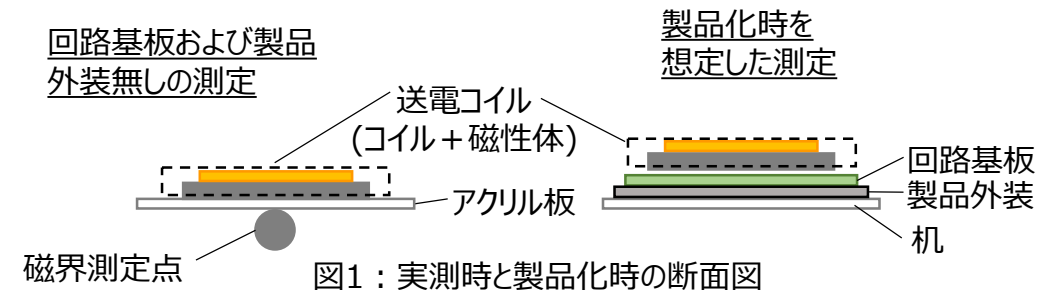 回路基板および製品
外装無しの測定
製品化時を
想定した測定
送電コイル
(コイル＋磁性体)
アクリル板
磁界測定点
回路基板
製品外装
机
図1：実測時と製品化時の断面図